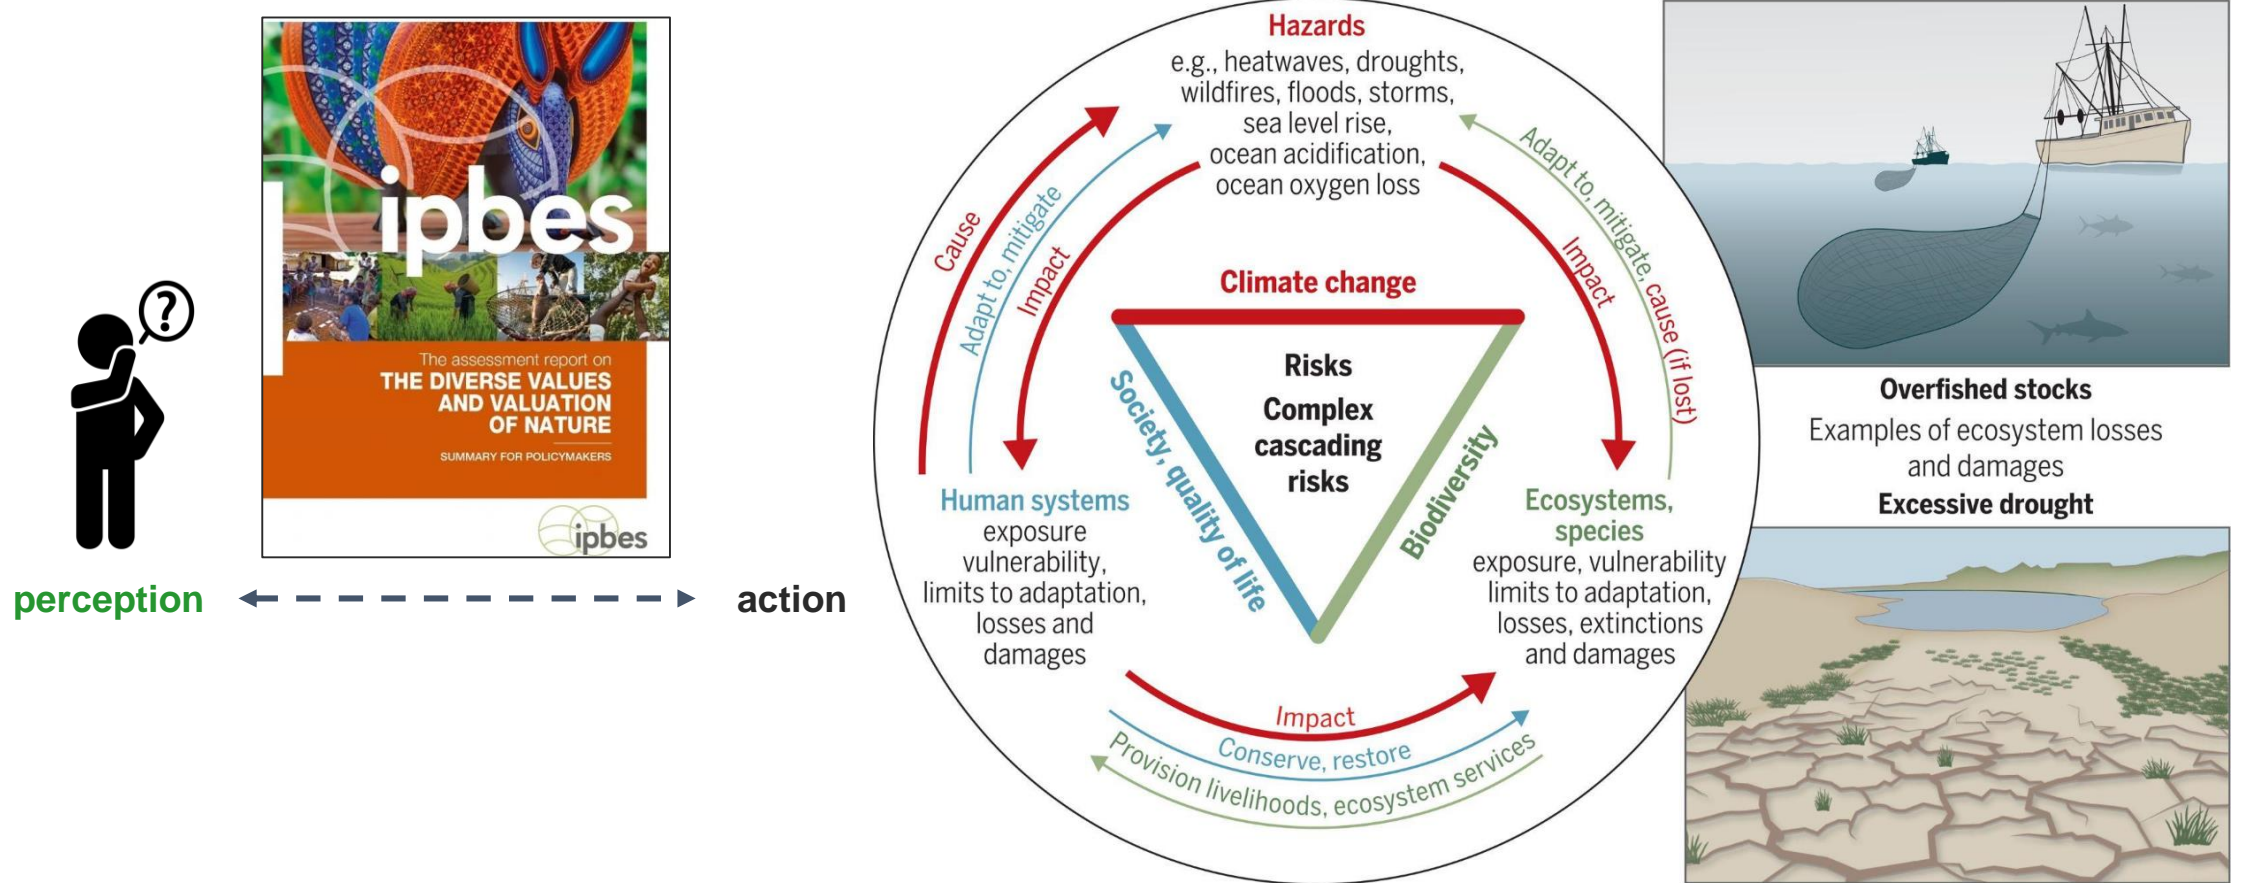 ?
perception
action
ipbes
The assessment report on
THE DIVERSE VALUES
AND VALUATION
OF NATURE
SUMMARY FOR POLICYMAKERS
ipbes
Hazards
e.g., heatwaves, droughts,
wildfires, floods, storms,
sea level rise,
ocean acidification,
ocean oxygen loss
Cause
Adapt to, mitigate
Impact
Impact
Adapt to, mitigate, cause (if lost)
Climate change
Society, quality of life
Biodiversity
Risks
Complex
cascading
risks
Human systems
exposure
vulnerability,
limits to adaptation,
losses and
damages
Ecosystems,
species
exposure, vulnerability
limits to adaptation,
losses, extinctions
and damages
Impact
Conserve, restore
Provision livelihoods, ecosystem services
Overfished stocks
Examples of ecosystem losses
and damages
Excessive drought